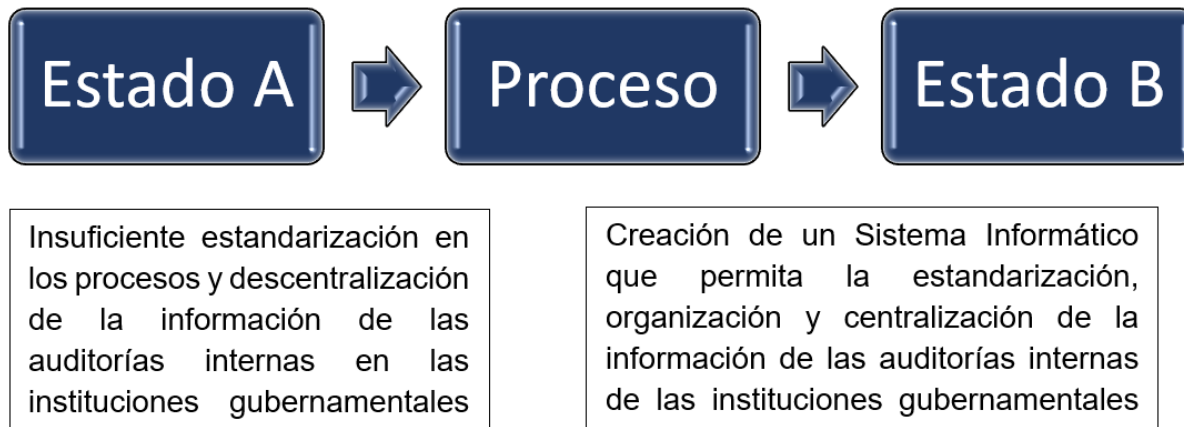 Estado A
Proceso
Estado B
Insuficiente estandarización en
los procesos y descentralización
de la información de las
auditorías internas en las
instituciones gubernamentales
Creación de un Sistema Informático
que permita la estandarización,
organización y centralización de la
información de las auditorías internas
de las instituciones gubernamentales